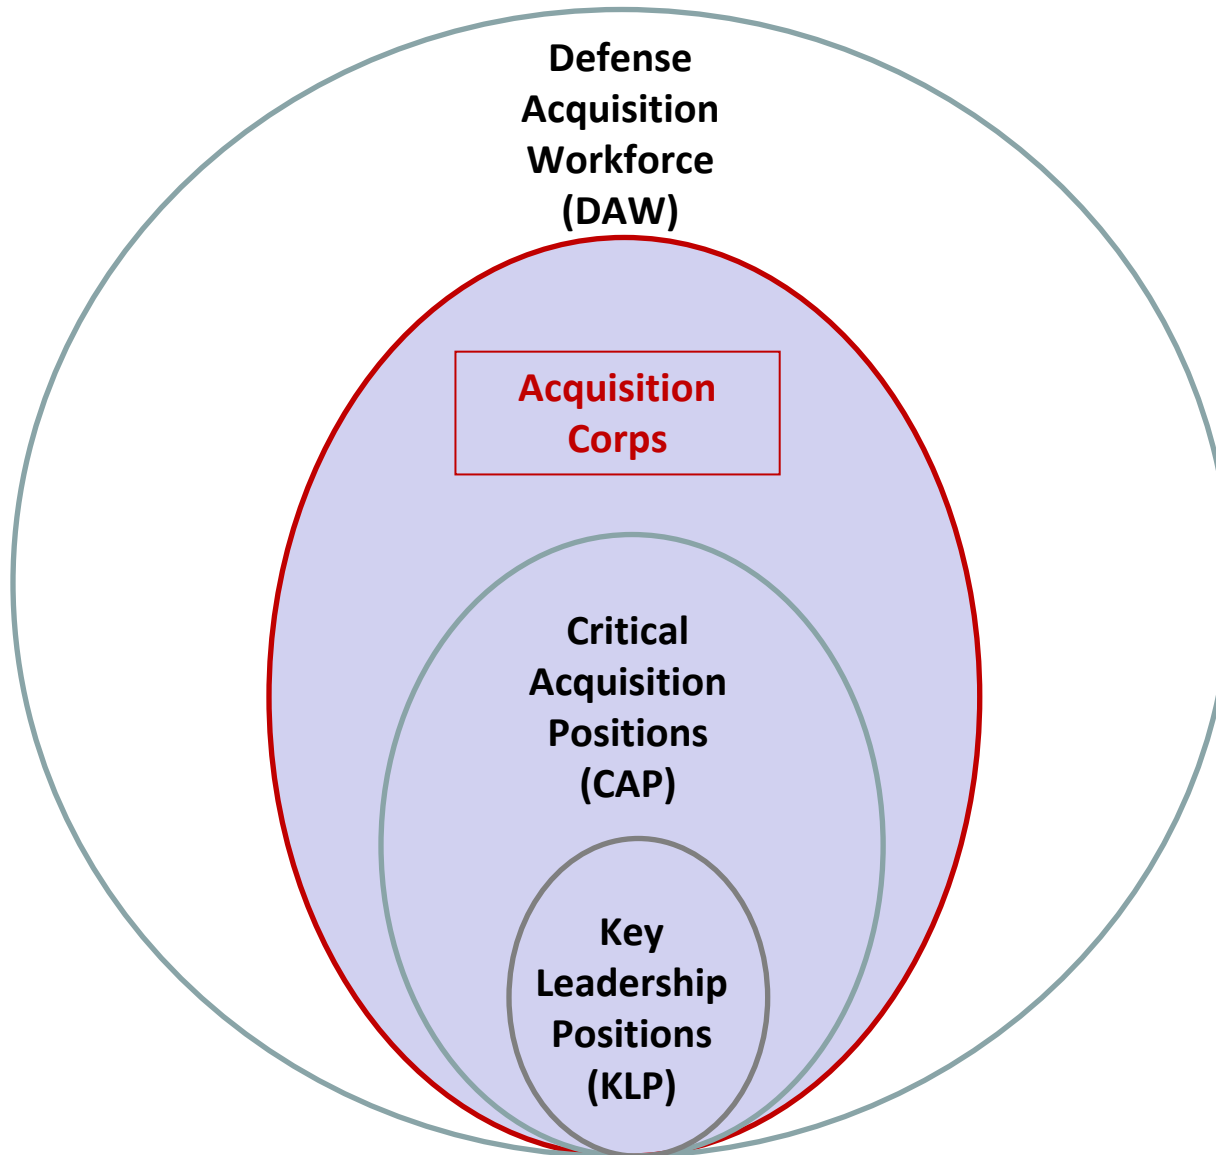 Defense
Acquisition
Workforce
(DAW)
Acquisition
Corps
Critical
Acquisition
Positions
(CAP)
Key
Leadership
Positions
(KLP)